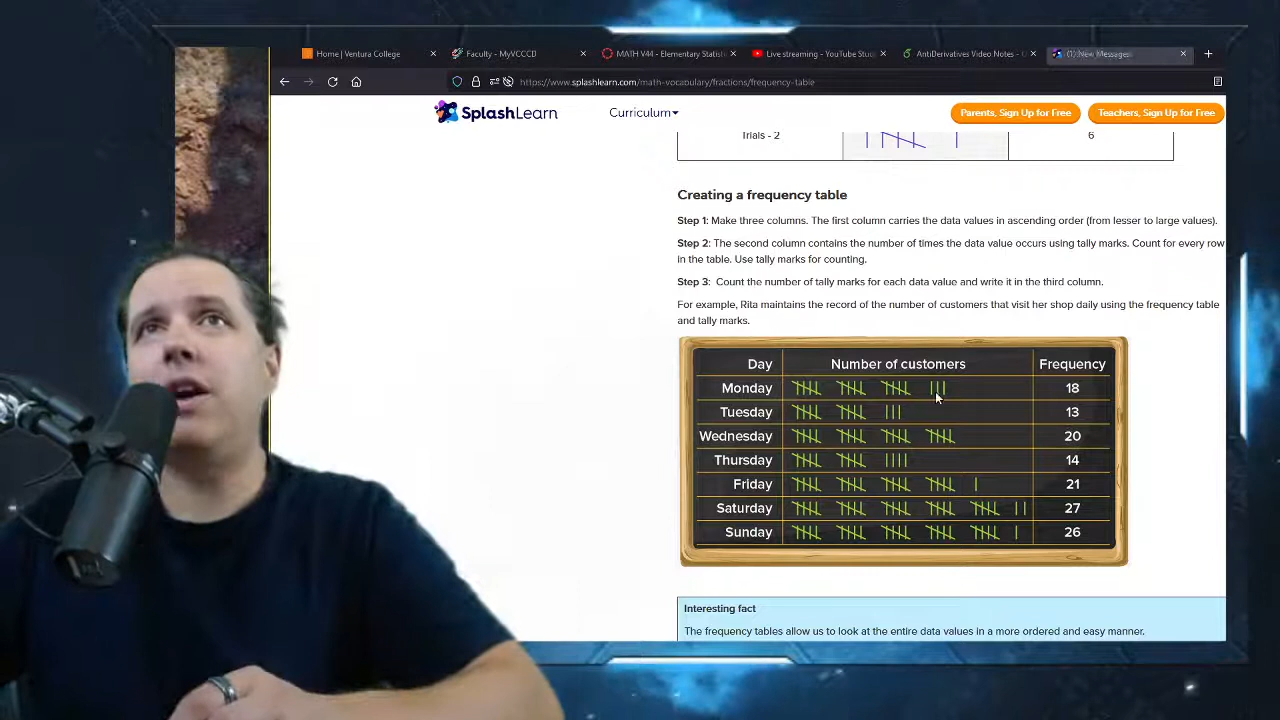 Home | Ventura College
Faculty - MyVCCCD
MATH V44 - Elementary Statist
Live streaming - YouTube Stu
AntiDerivatives Video Notes -
(1) New Messages
https://www.splashlearn.com/math-vocabulary/fractions/frequency-table
SplashLearn
Curriculum
Parents, Sign Up for Free
Teachers, Sign Up for Free
Trials - 2 6
Creating a frequency table
Step 1: Make three columns. The first column carries the data values in ascending order (from lesser to large values).
Step 2: The second column contains the number of times the data value occurs using tally marks. Count for every row
in the table. Use tally marks for counting.
Step 3: Count the number of tally marks for each data value and write it in the third column.
For example, Rita maintains the record of the number of customers that visit her shop daily using the frequency table
and tally marks.
Day Number of customers Frequency
Monday 18
Tuesday 13
Wednesday 20
Thursday 14
Friday 21
Saturday 27
Sunday 26
Interesting fact
The frequency tables allow us to look at the entire data values in a more ordered and easy manner.